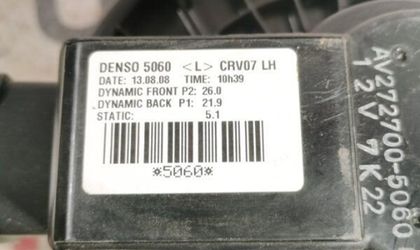 DENSO 5060 <L> CRV07 LH
DATE: 13.08.08 TIME: 10h39
DYNAMIC FRONT P2: 26.0
DYNAMIC BACK P1: 21.9
STATIC: 5.1
*5060*
AV272700-5060
12V 7K22